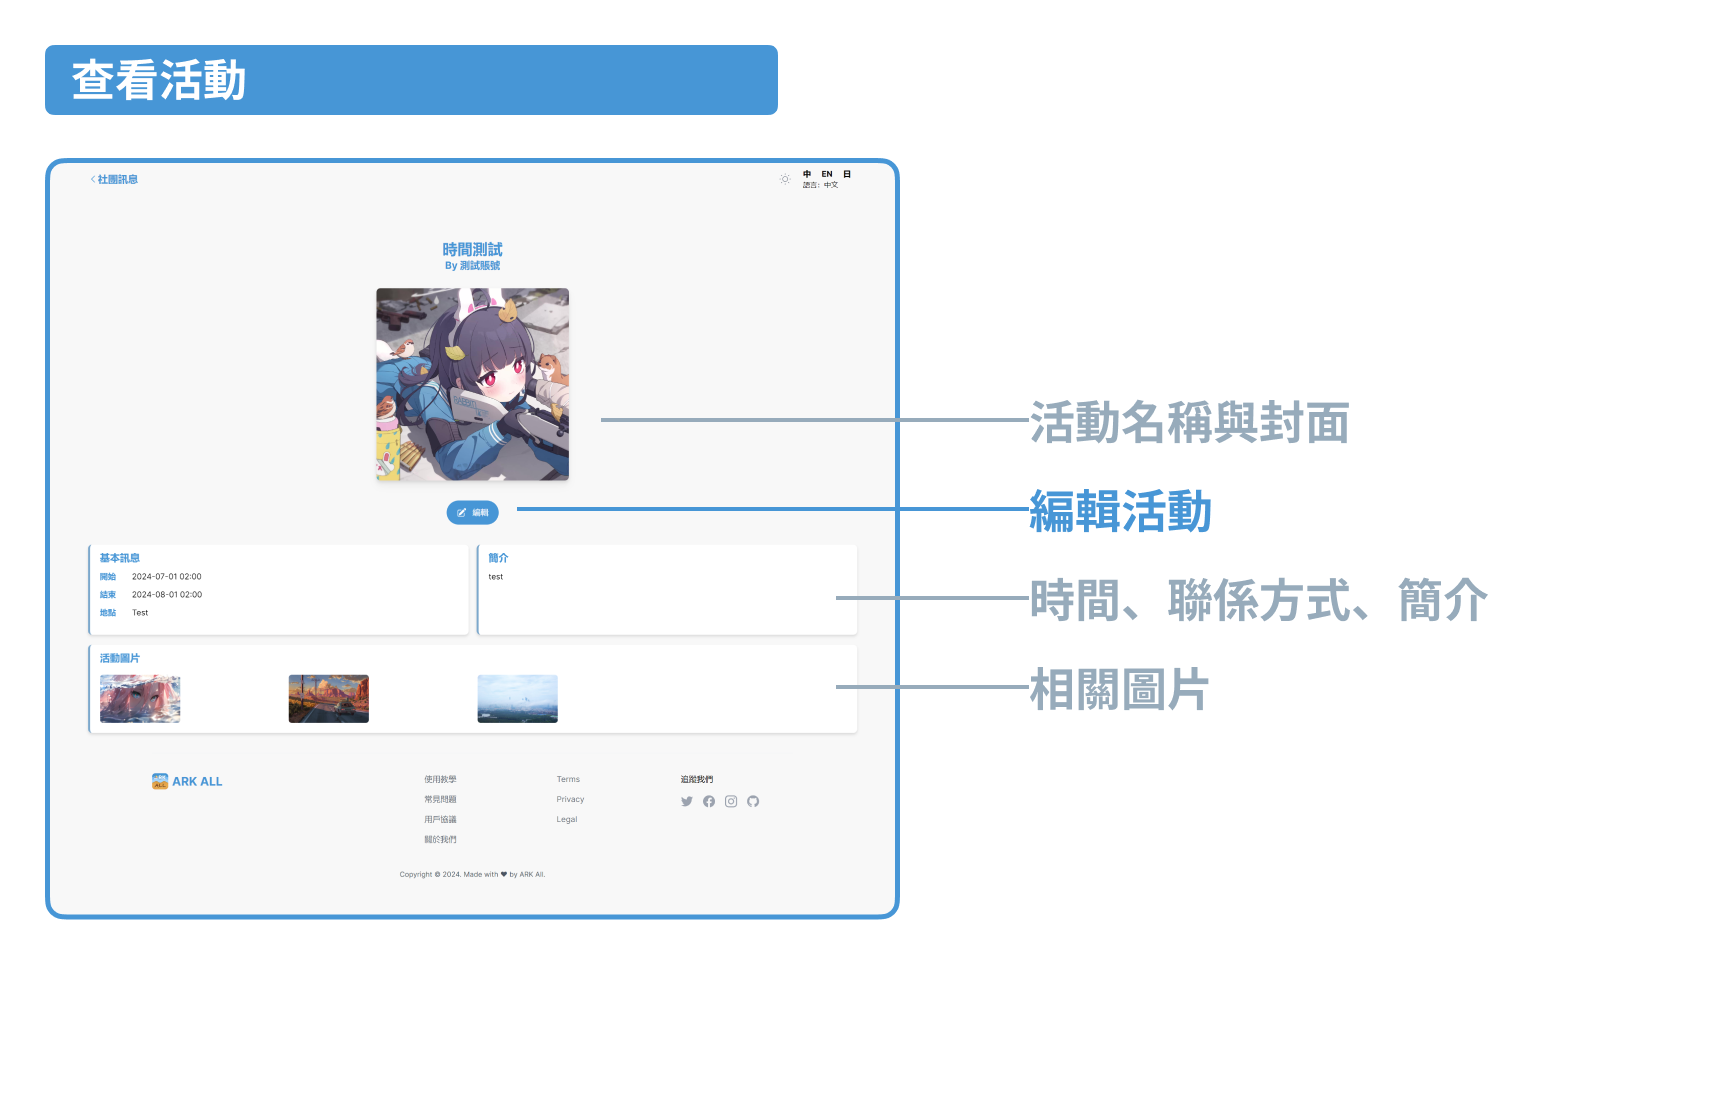 查看活動
社團訊息
中 EN 日
語言：中文
時間測試
By 測試賬號
編輯
基本訊息
開始 2024-07-01 02:00
結束 2024-08-01 02:00
地點 Test
簡介
test
活動圖片
活動名稱與封面
編輯活動
時間、聯係方式、簡介
相關圖片
ARK ALL
使用教學
常見問題
用戶協議
關於我們
Terms
Privacy
Legal
追蹤我們
Copyright © 2024. Made with ♥ by ARK All.